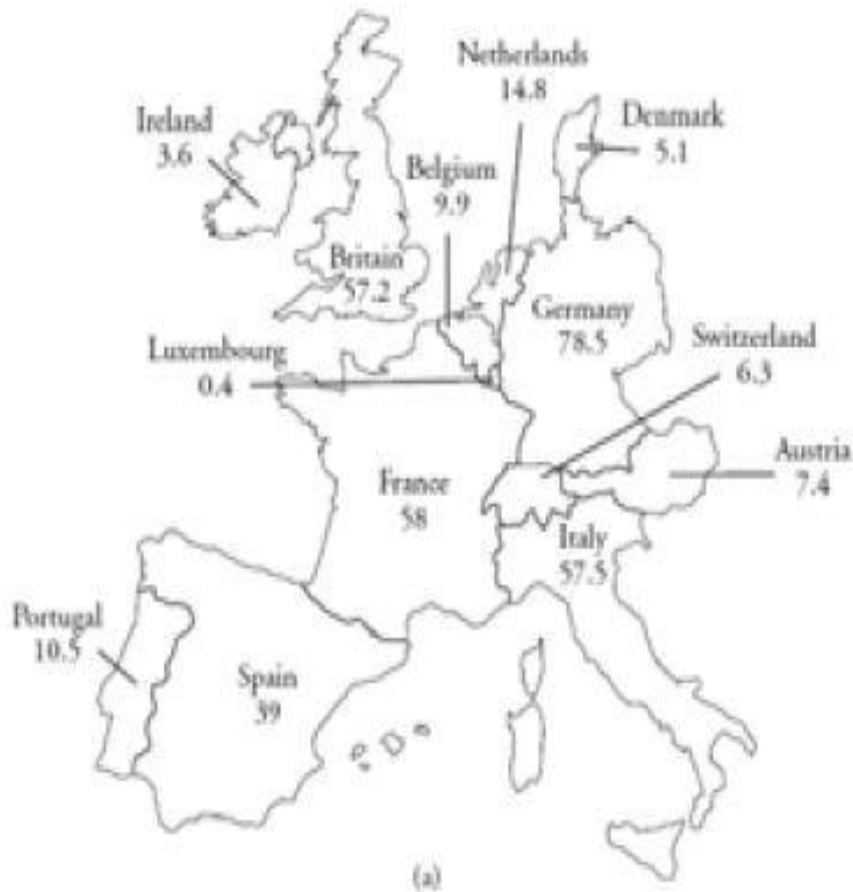 Netherlands
14.8
Ireland
3.6
Denmark
5.1
Belgium
9.9
Britain
57.2
Germany
78.5
Switzerland
6.3
Luxembourg
0.4
Austria
7.4
France
58
Italy
57.5
Portugal
10.5
Spain
39
(a)